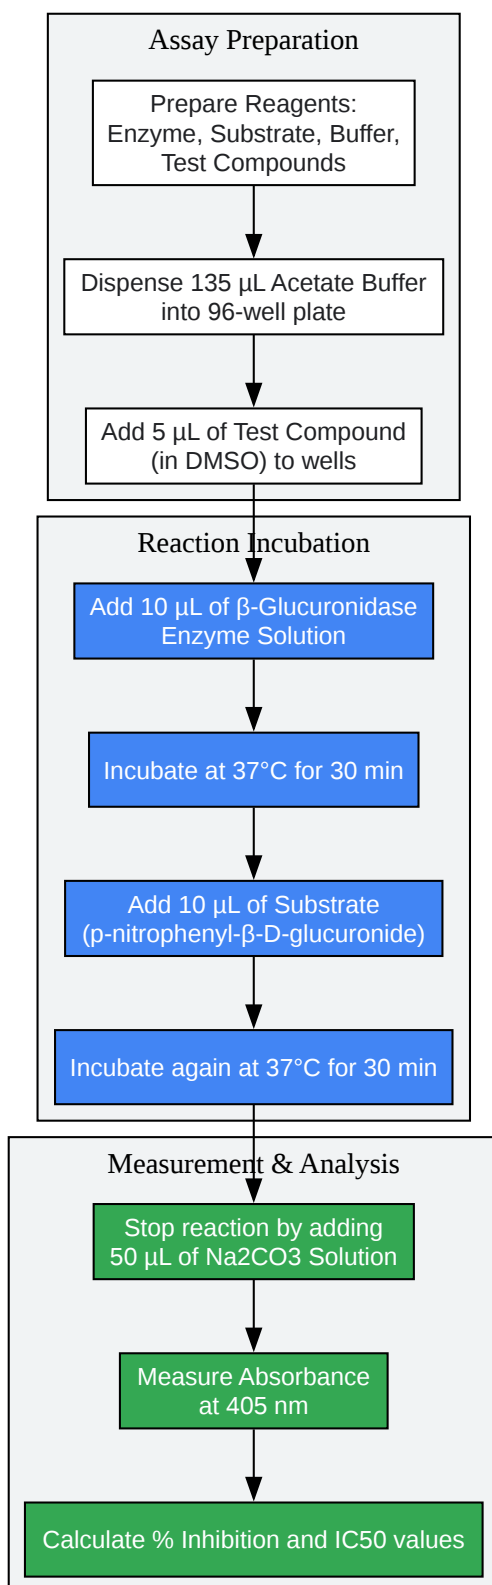 Assay Preparation
Prepare Reagents:
Enzyme, Substrate, Buffer,
Test Compounds
Dispense 135 µL Acetate Buffer
into 96-well plate
Add 5 µL of Test Compound
(in DMSO) to wells
Reaction Incubation
Add 10 µL of β-Glucuronidase
Enzyme Solution
Incubate at 37°C for 30 min
Add 10 µL of Substrate
(p-nitrophenyl-β-D-glucuronide)
Incubate again at 37°C for 30 min
Measurement & Analysis
Stop reaction by adding
50 µL of Na2CO3 Solution
Measure Absorbance
at 405 nm
Calculate % Inhibition and IC50 values